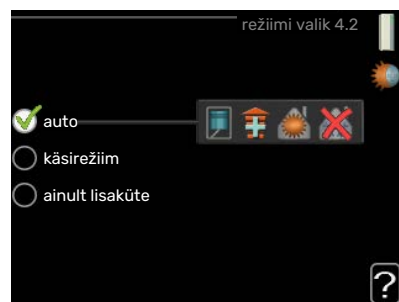 režiimi valik 4.2
auto
käsirežiim
ainult lisaküte
?